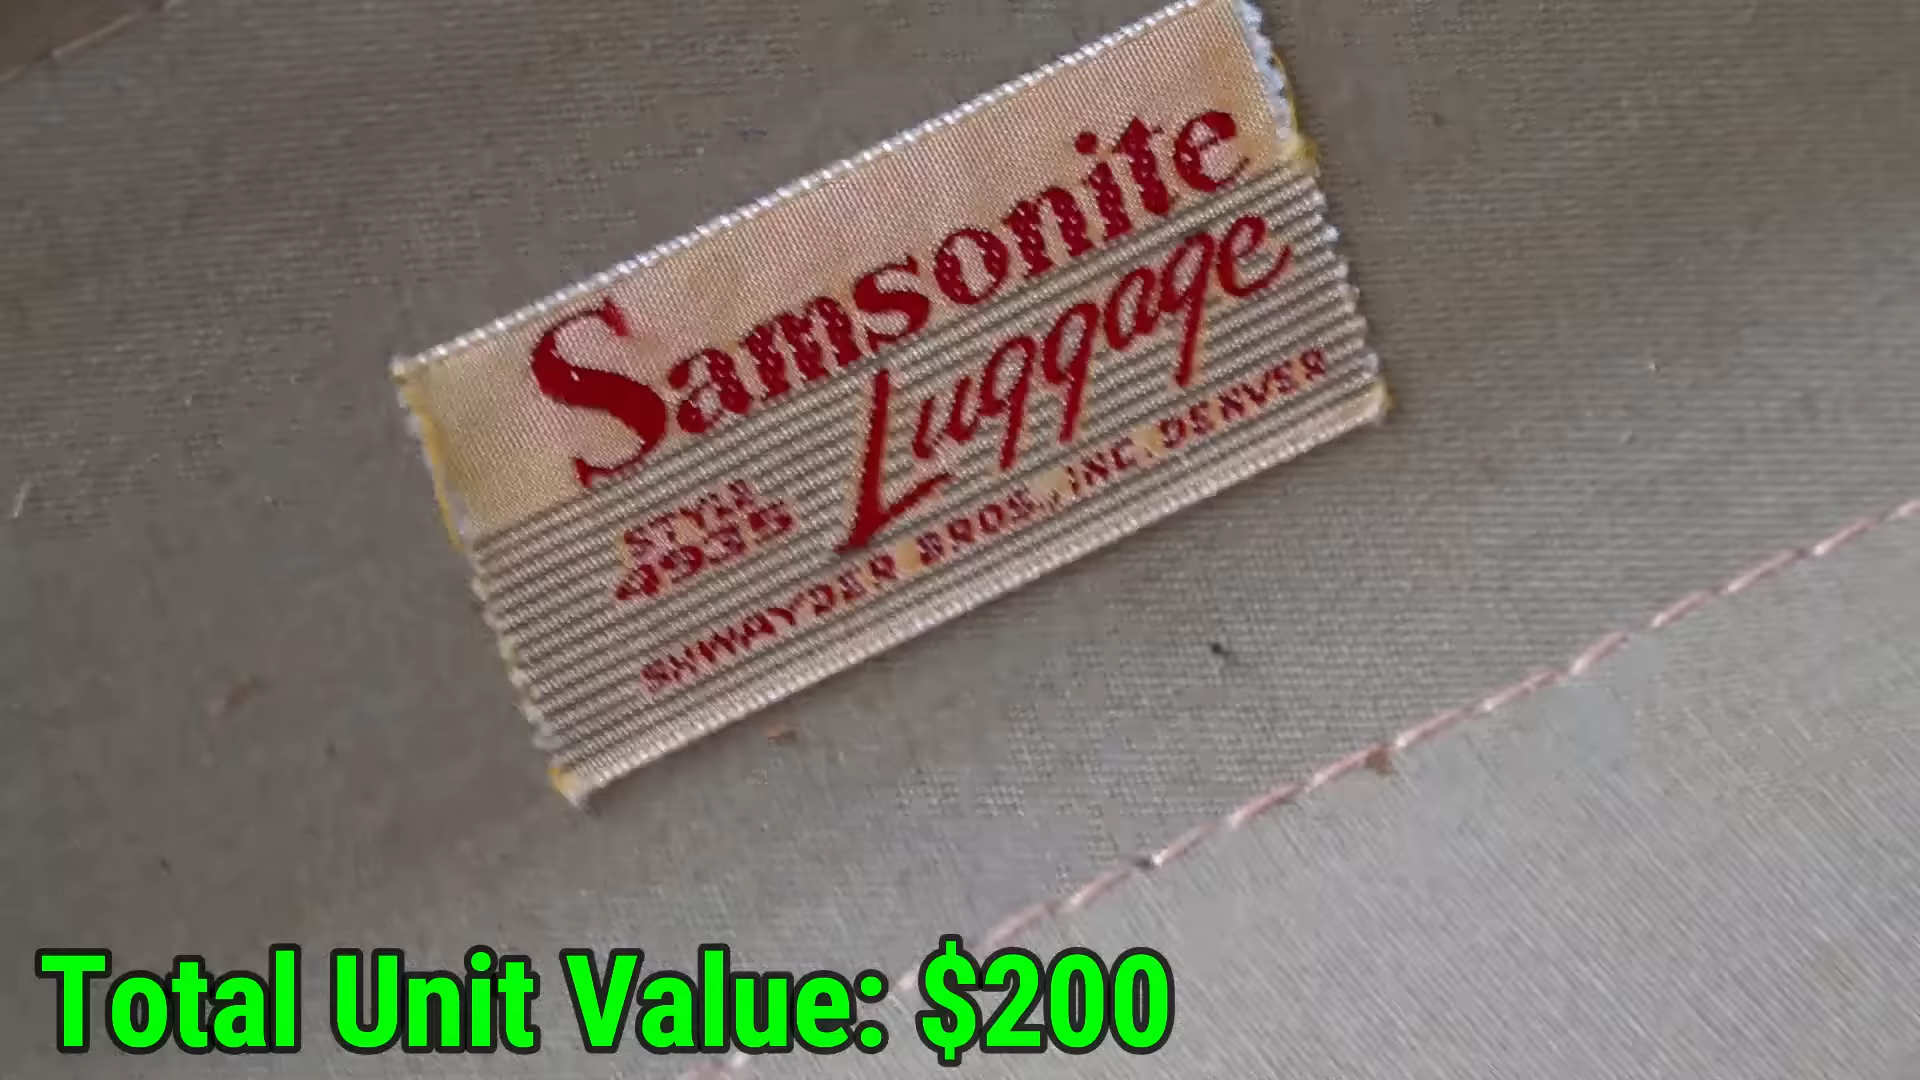 Samsonite
Luggage
STYLE
4935
SHWAYDER BROS., INC. DENVER
Total Unit Value: $200